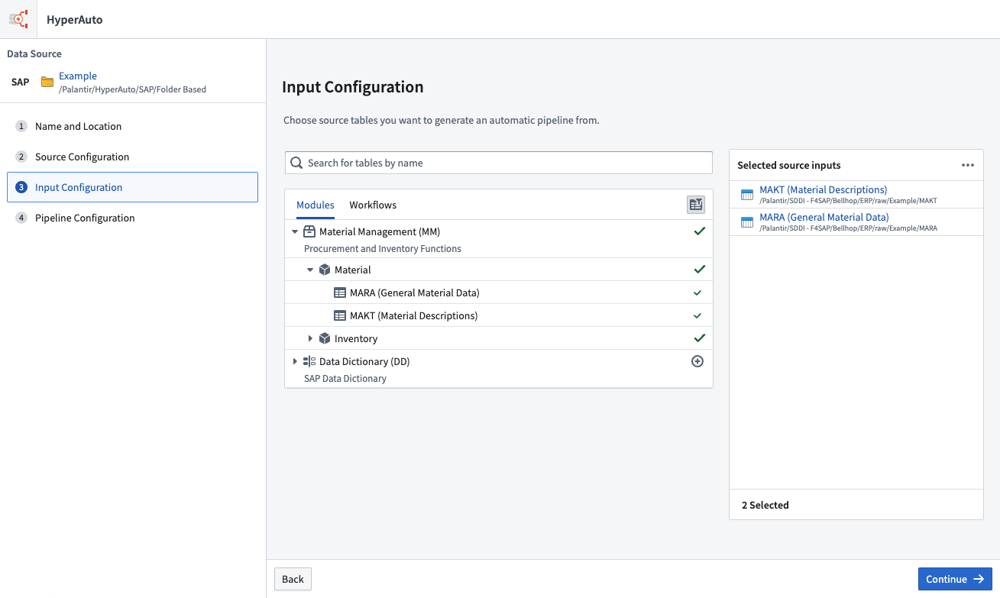 HyperAuto
Data Source
SAP
Example
/Palantir/HyperAuto/SAP/Folder Based
1 Name and Location
2 Source Configuration
3 Input Configuration
4 Pipeline Configuration
Input Configuration
Choose source tables you want to generate an automatic pipeline from.
Search for tables by name
Modules Workflows
Material Management (MM)
Procurement and Inventory Functions
Material
MARA (General Material Data)
MAKT (Material Descriptions)
Inventory
Data Dictionary (DD)
SAP Data Dictionary
Selected source inputs
MAKT (Material Descriptions)
/Palantir/SDDI - F4SAP/Bellhop/ERP/raw/Example/MAKT
MARA (General Material Data)
/Palantir/SDDI - F4SAP/Bellhop/ERP/raw/Example/MARA
2 Selected
Back
Continue